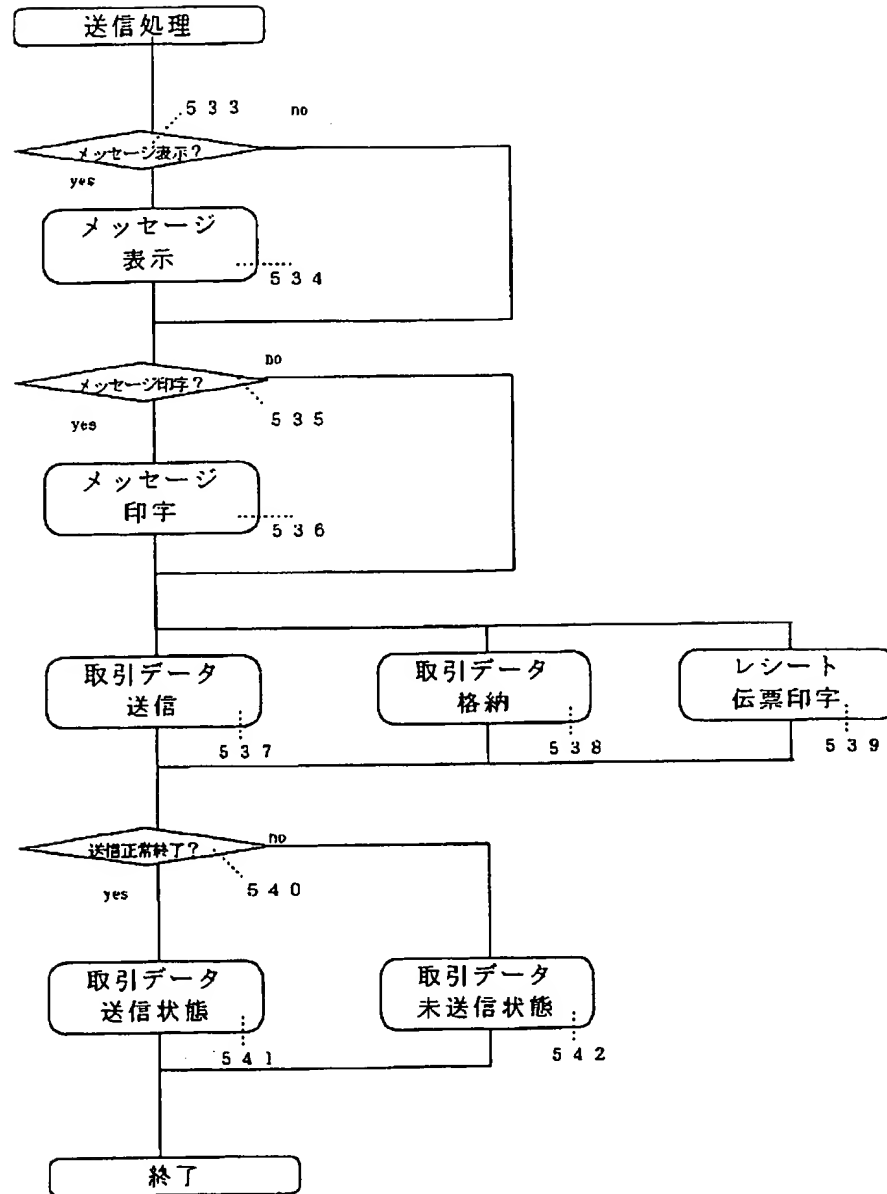 送信処理
533
no
メッセージ表示?
yes
メッセージ
表示
534
no
メッセージ印字?
535
yes
メッセージ
印字
536
取引データ
送信
537
取引データ
格納
538
レシート
伝票印字
539
no
送信正常終了?
540
yes
取引データ
送信状態
541
取引データ
未送信状態
542
終了